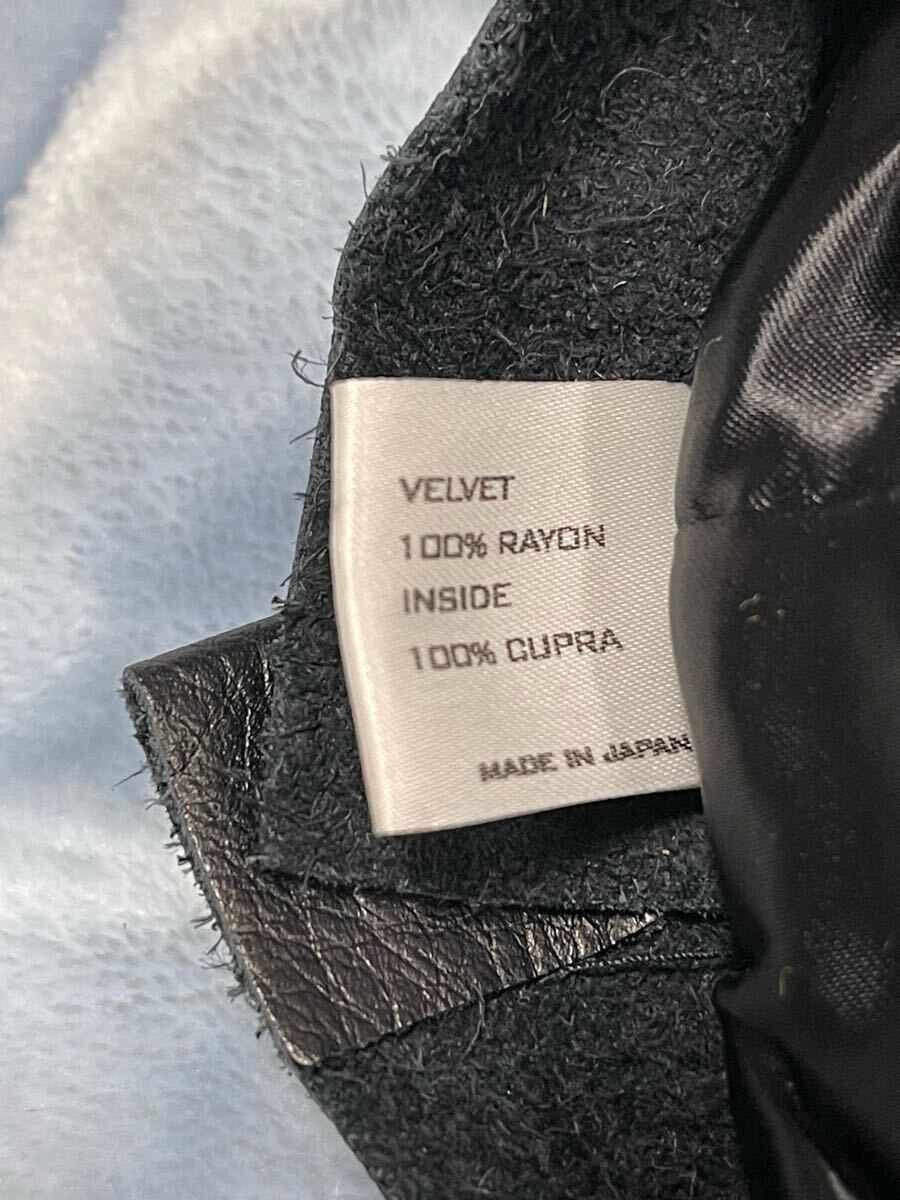 VELVET
100% RAYON
INSIDE
100% CUPRA
MADE IN JAPAN